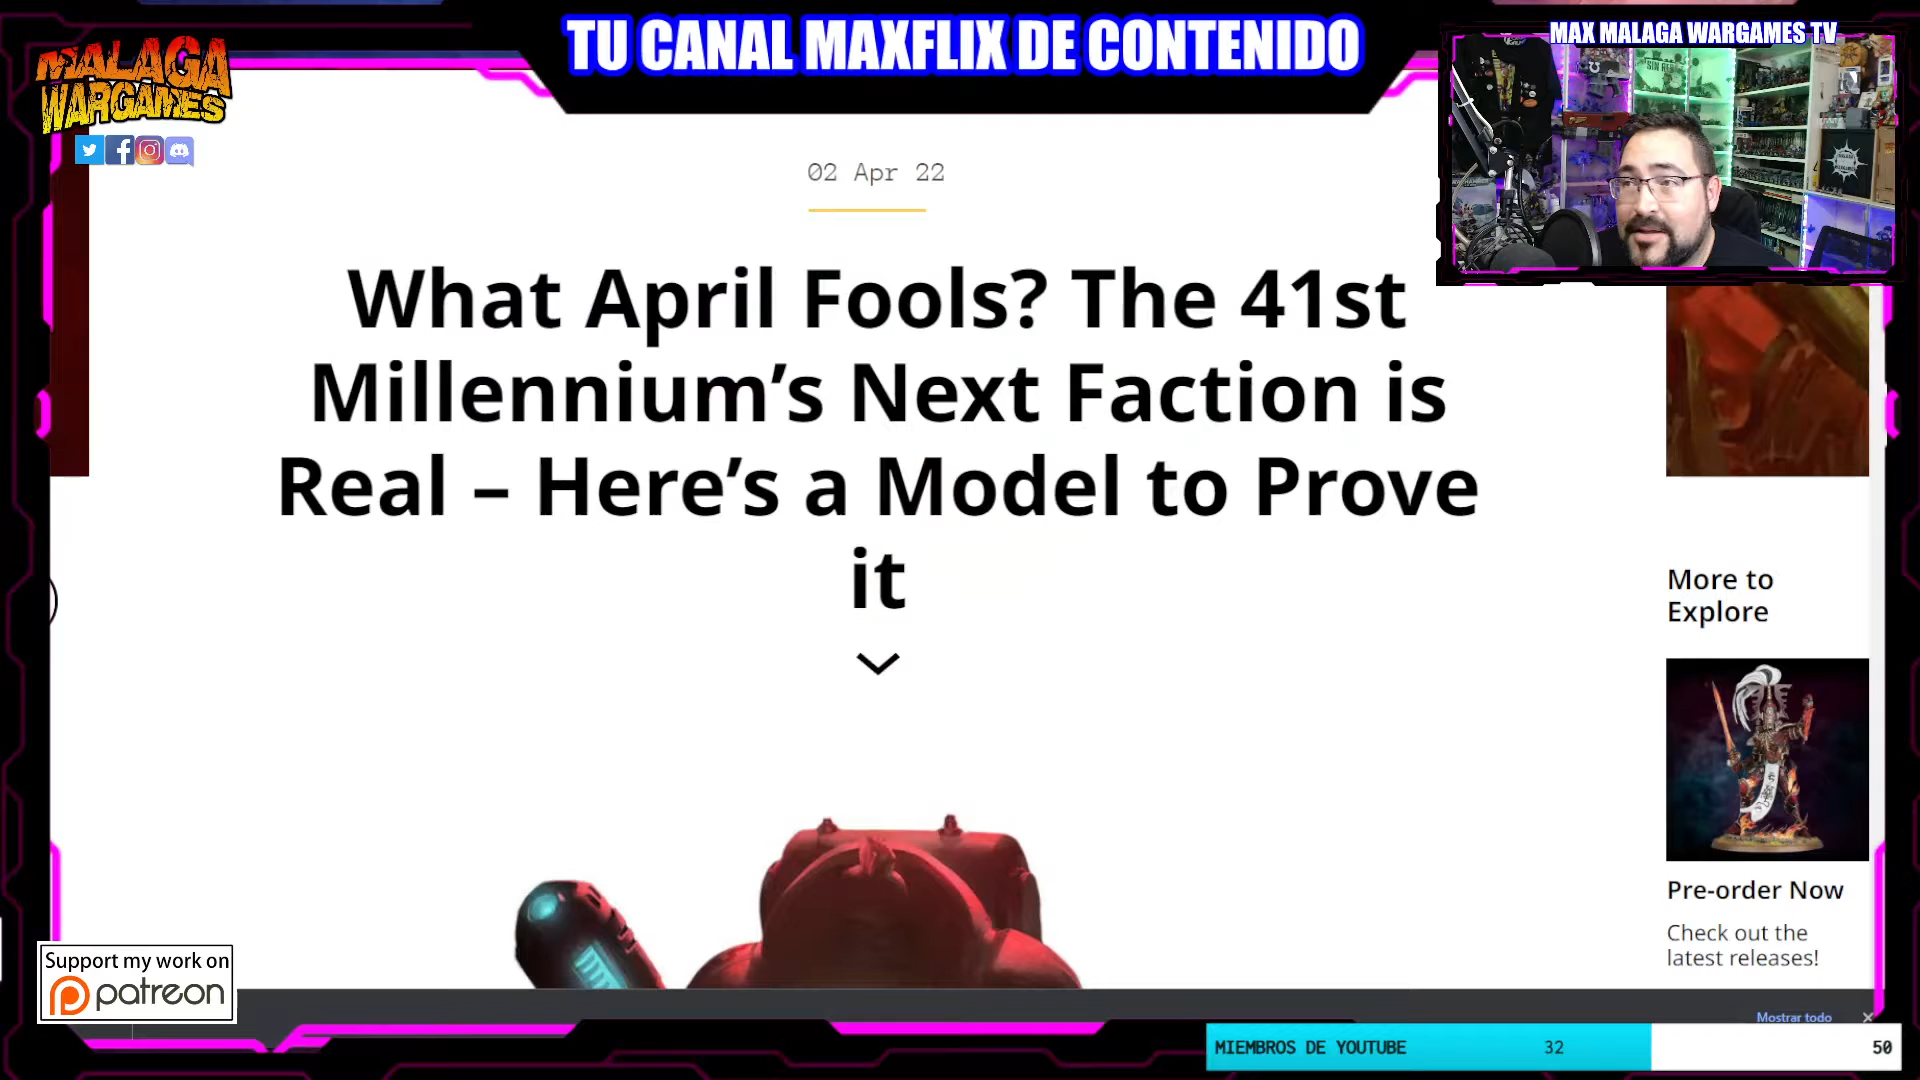 TU CANAL MAXFLIX DE CONTENIDO
MAX MALAGA WARGAMES TV
MALAGA
WARGAMES
02 Apr 22
What April Fools? The 41st
Millennium’s Next Faction is
Real – Here’s a Model to Prove
it
More to
Explore
Pre-order Now
Check out the
latest releases!
Support my work on
patreon
Mostrar todo
MIEMBROS DE YOUTUBE 32 50